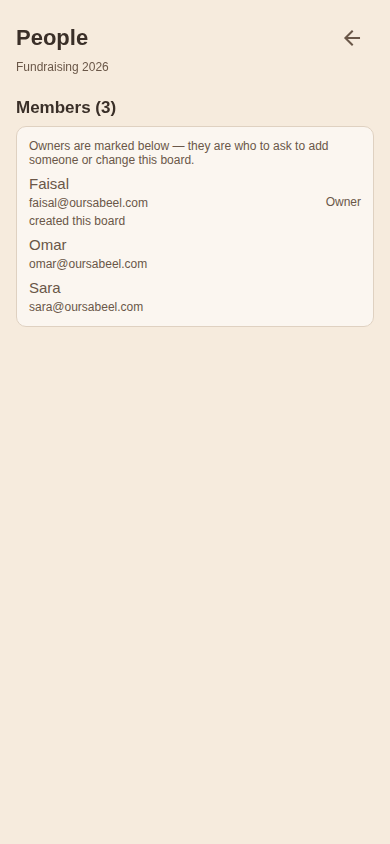 People
Fundraising 2026
Members (3)
Owners are marked below — they are who to ask to add
someone or change this board.
Faisal
faisal@oursabeel.com
Owner
created this board
Omar
omar@oursabeel.com
Sara
sara@oursabeel.com